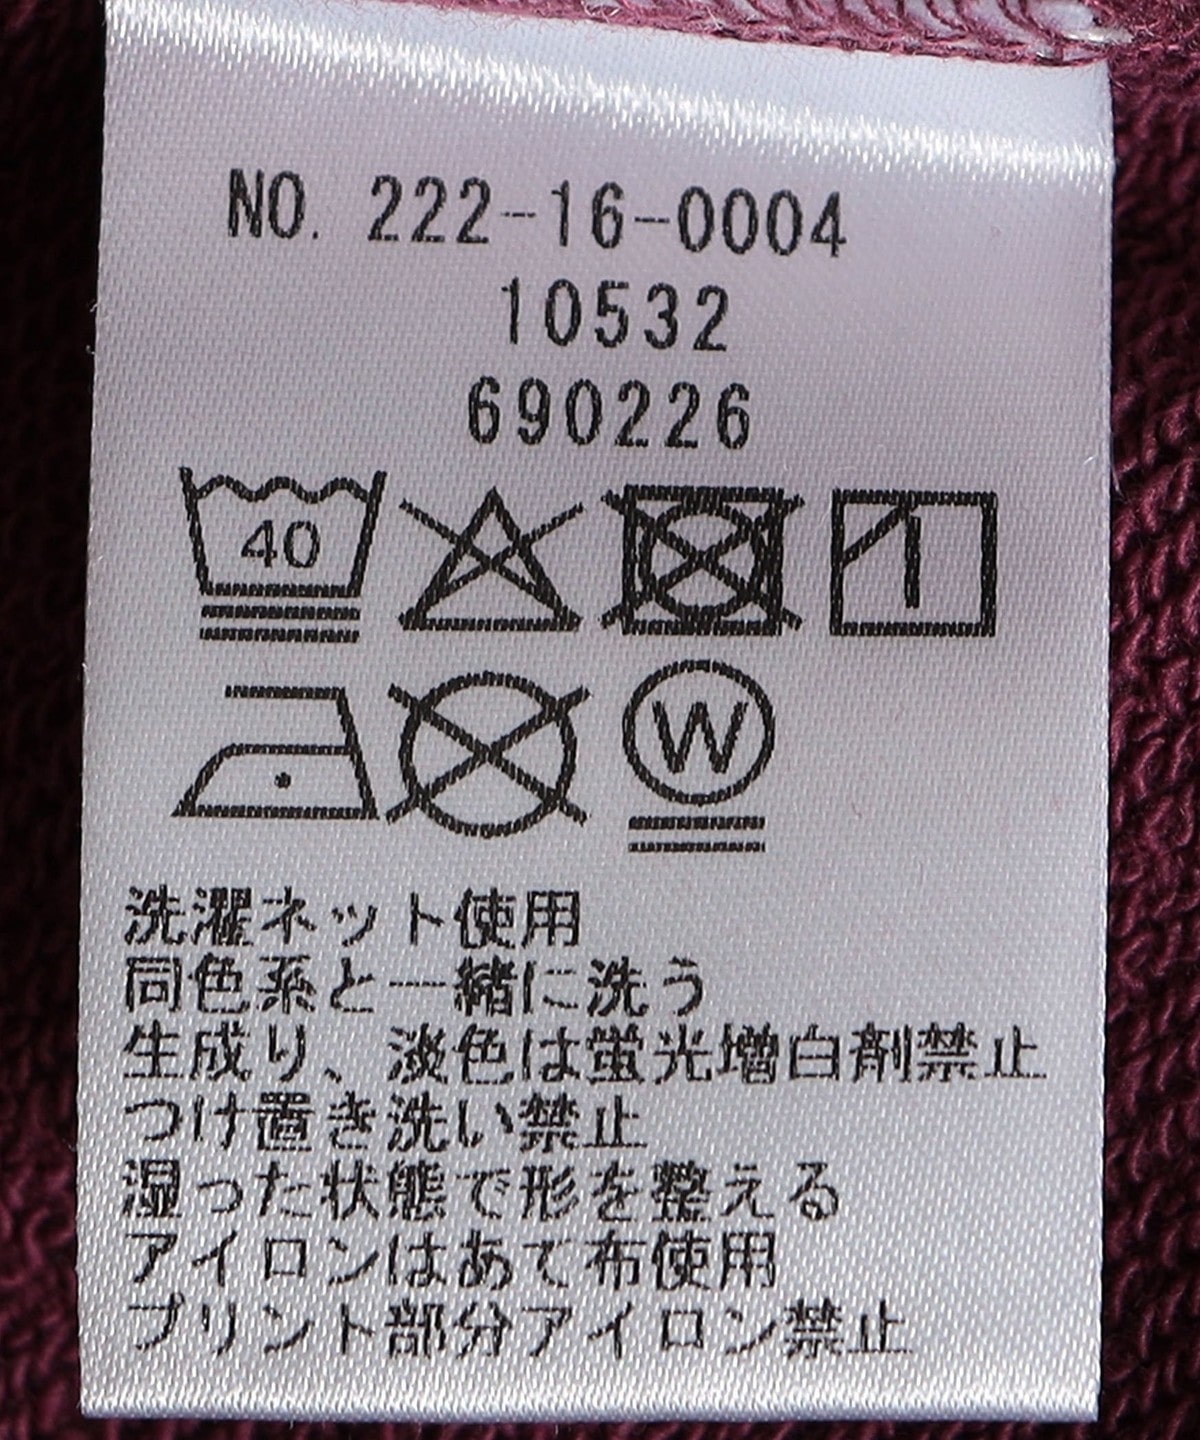 NO. 222-16-0004
10532
690226
40
W
洗濯ネット使用
同色系と一緒に洗う
生成り、淡色は蛍光増白剤禁止
つけ置き洗い禁止
湿った状態で形を整える
アイロンはあて布使用
プリント部分アイロン禁止